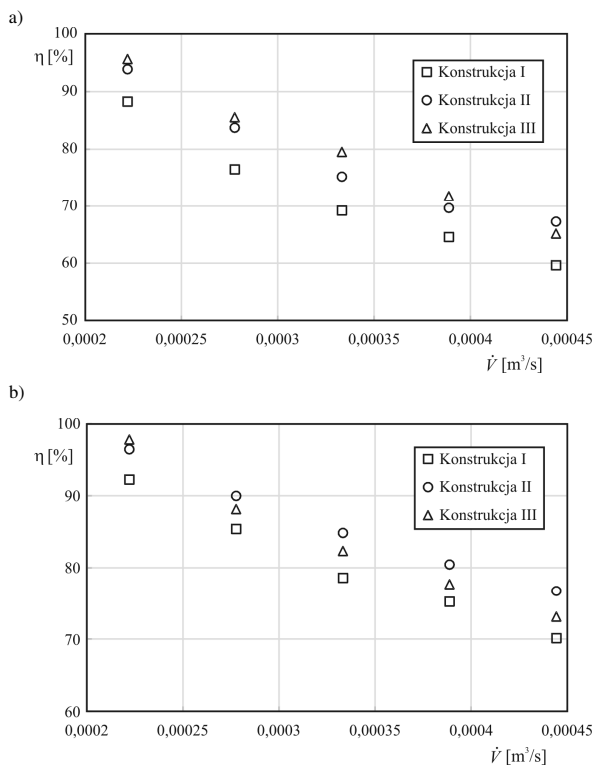 a)
100
η [%]
90
80
70
60
50
Konstrukcja I
Konstrukcja II
Konstrukcja III
0,0002 0,00025 0,0003 0,00035 0,0004 0,00045
V̇ [m³/s]
b)
100
η [%]
90
80
70
60
Konstrukcja I
Konstrukcja II
Konstrukcja III
0,0002 0,00025 0,0003 0,00035 0,0004 0,00045
V̇ [m³/s]